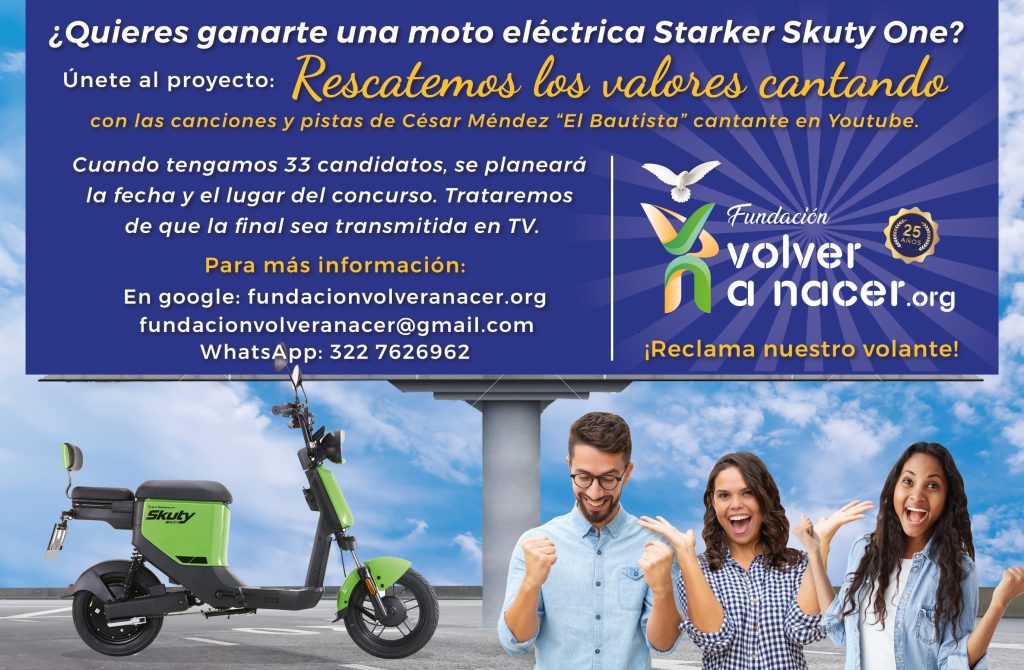 ¿Quieres ganarte una moto eléctrica Starker Skuty One?
Únete al proyecto: Rescatemos los valores cantando
con las canciones y pistas de César Méndez “El Bautista” cantante en Youtube.
Cuando tengamos 33 candidatos, se planeará
la fecha y el lugar del concurso. Trataremos
de que la final sea transmitida en TV.
Para más información:
En google: fundacionvolveranacer.org
fundacionvolveranacer@gmail.com
WhatsApp: 322 7626962
Fundación
volver
a nacer.org
25
AÑOS
¡Reclama nuestro volante!
Skuty
ONE